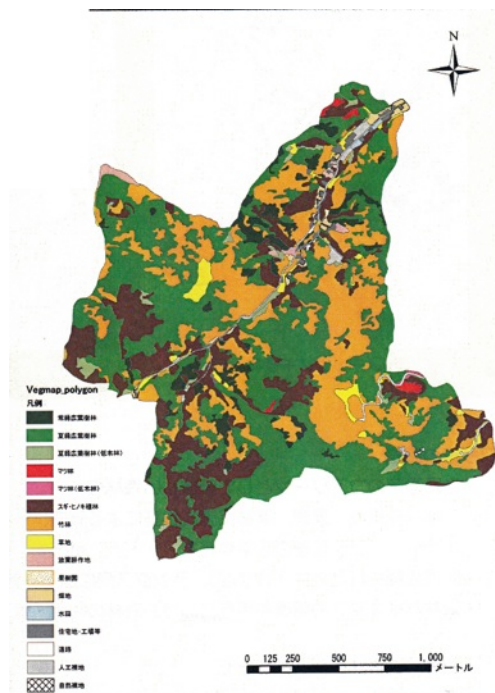 N
Vegmap_polygon
凡例
常緑広葉樹林
夏緑広葉樹林
夏緑広葉樹林(低木林)
マツ林
マツ林(低木林)
スギ・ヒノキ植林
竹林
草地
放棄耕作地
果樹園
畑地
水田
住宅地・工場等
道路
人工裸地
自然裸地
0 125 250 500 750 1,000
メートル